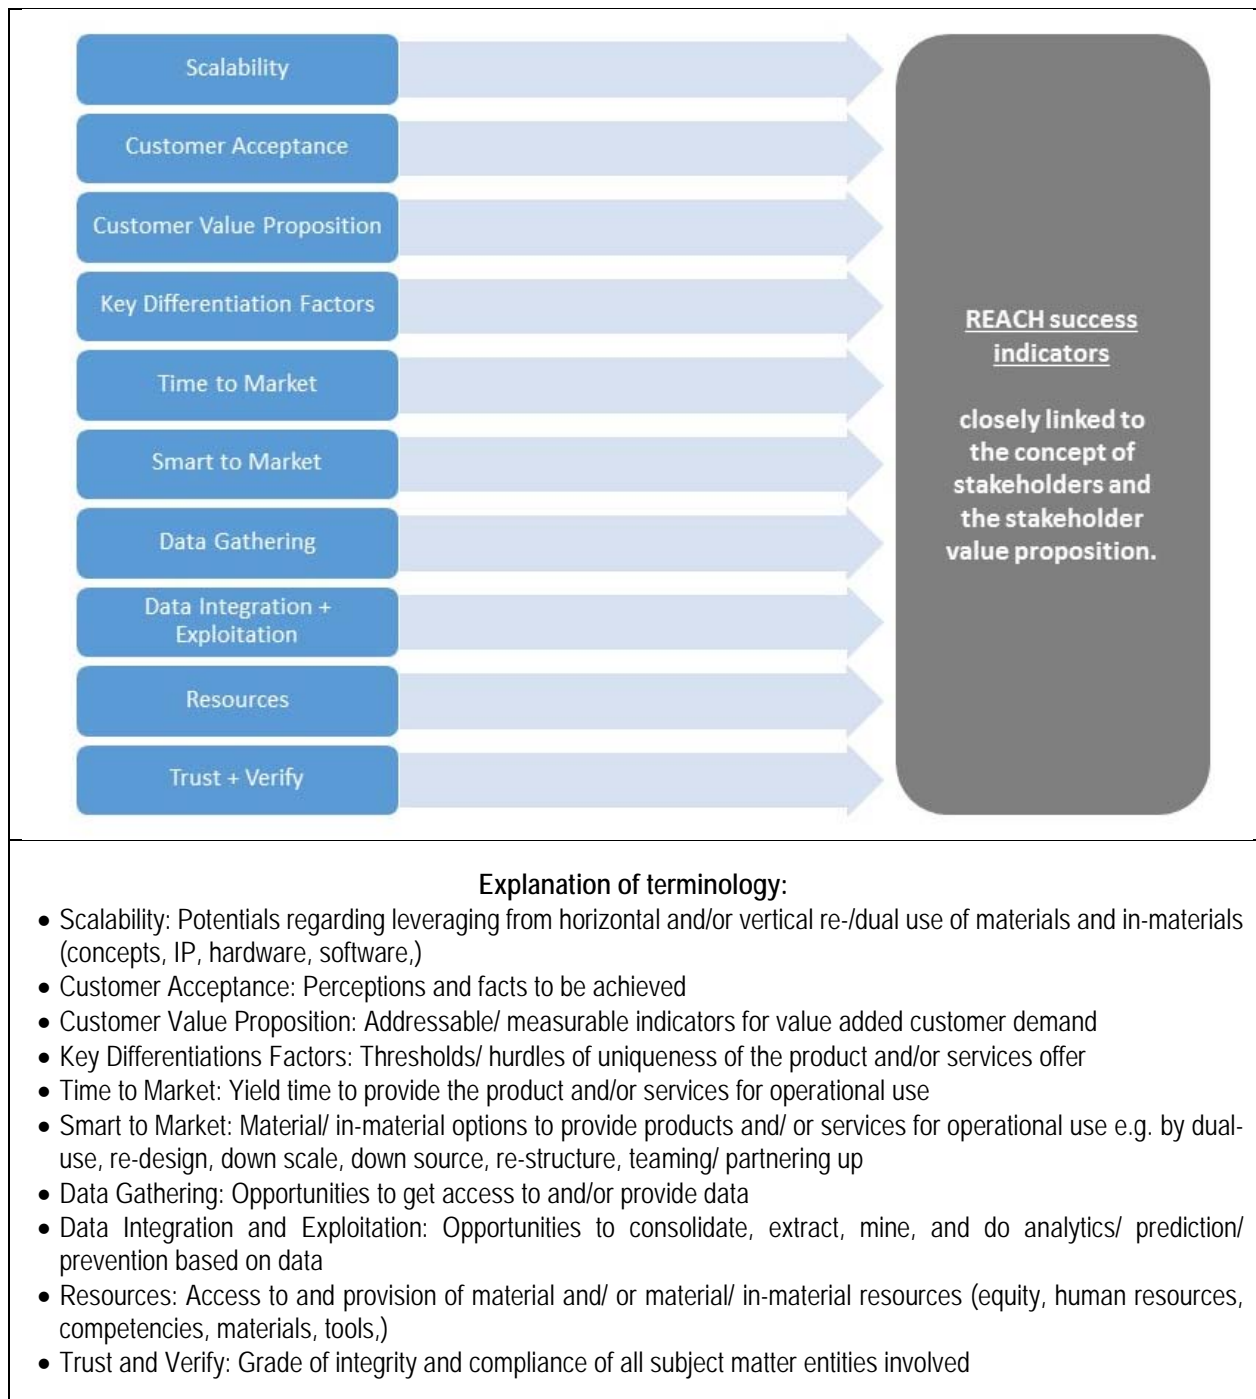 Scalability
Customer Acceptance
Customer Value Proposition
Key Differentiation Factors
Time to Market
Smart to Market
Data Gathering
Data Integration +
Exploitation
Resources
Trust + Verify
REACH success
indicators
closely linked to
the concept of
stakeholders and
the stakeholder
value proposition.
Explanation of terminology:
• Scalability: Potentials regarding leveraging from horizontal and/or vertical re-/dual use of materials and in-materials
(concepts, IP, hardware, software,)
• Customer Acceptance: Perceptions and facts to be achieved
• Customer Value Proposition: Addressable/ measurable indicators for value added customer demand
• Key Differentiations Factors: Thresholds/ hurdles of uniqueness of the product and/or services offer
• Time to Market: Yield time to provide the product and/or services for operational use
• Smart to Market: Material/ in-material options to provide products and/ or services for operational use e.g. by dual-
use, re-design, down scale, down source, re-structure, teaming/ partnering up
• Data Gathering: Opportunities to get access to and/or provide data
• Data Integration and Exploitation: Opportunities to consolidate, extract, mine, and do analytics/ prediction/
prevention based on data
• Resources: Access to and provision of material and/ or material/ in-material resources (equity, human resources,
competencies, materials, tools,)
• Trust and Verify: Grade of integrity and compliance of all subject matter entities involved